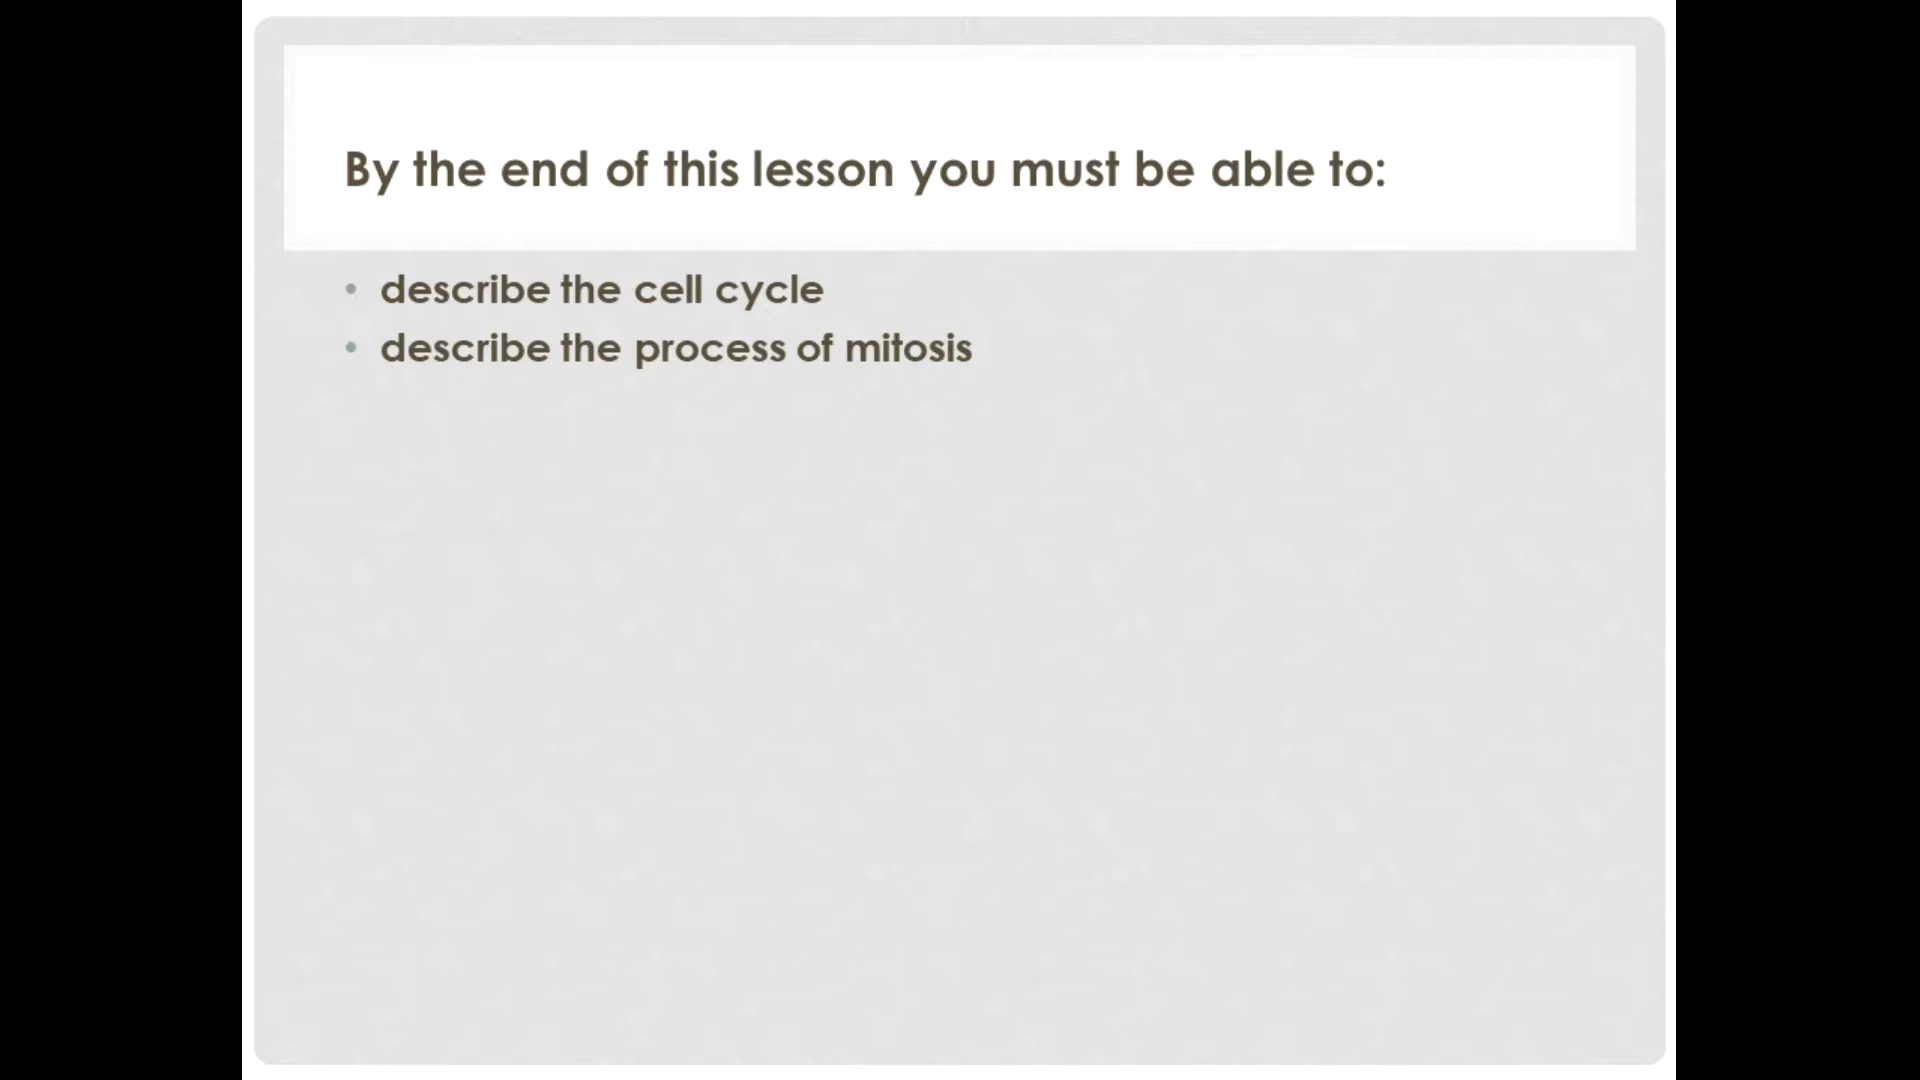 By the end of this lesson you must be able to:
• describe the cell cycle
• describe the process of mitosis